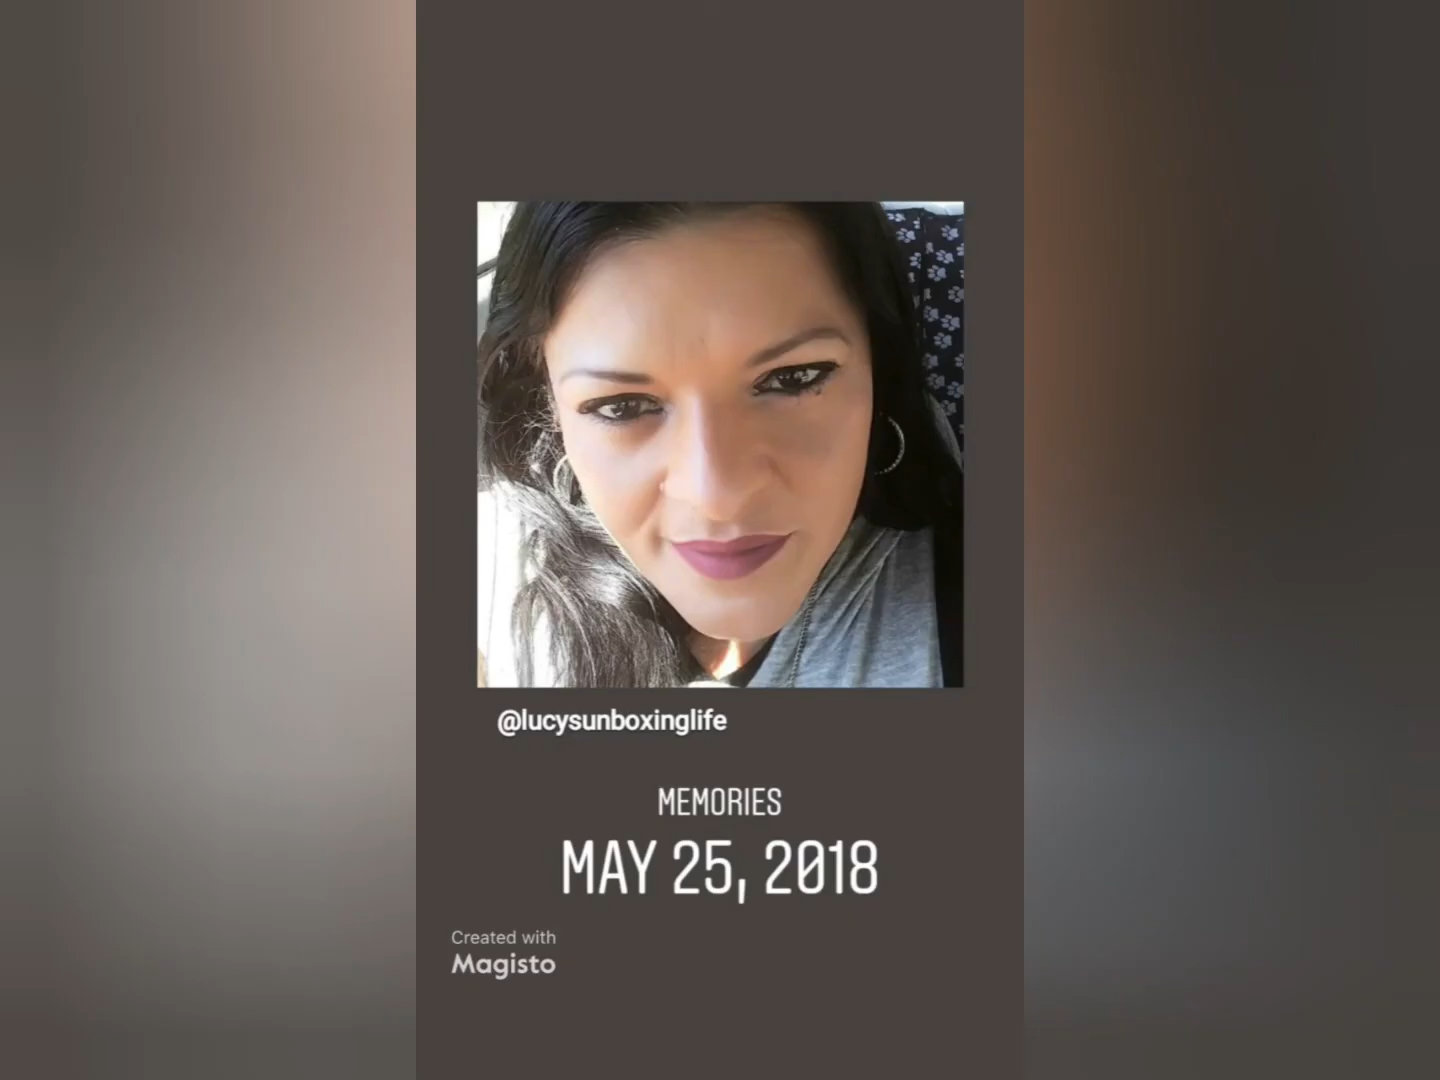 @lucysunboxinglife
MEMORIES
MAY 25, 2018
Created with
Magisto